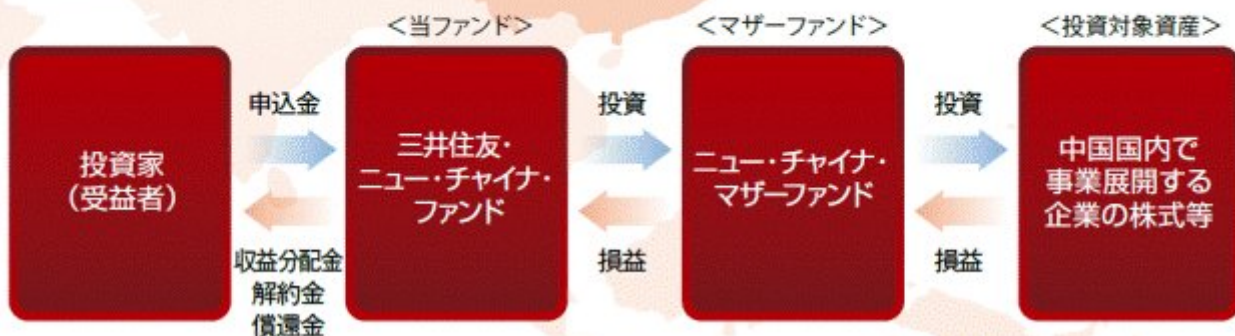 <当ファンド>
<マザーファンド>
<投資対象資産>
投資家
(受益者)
申込金
収益分配金
解約金
償還金
三井住友・
ニュー・チャイナ・
ファンド
投資
損益
ニュー・チャイナ・
マザーファンド
投資
損益
中国国内で
事業展開する
企業の株式等